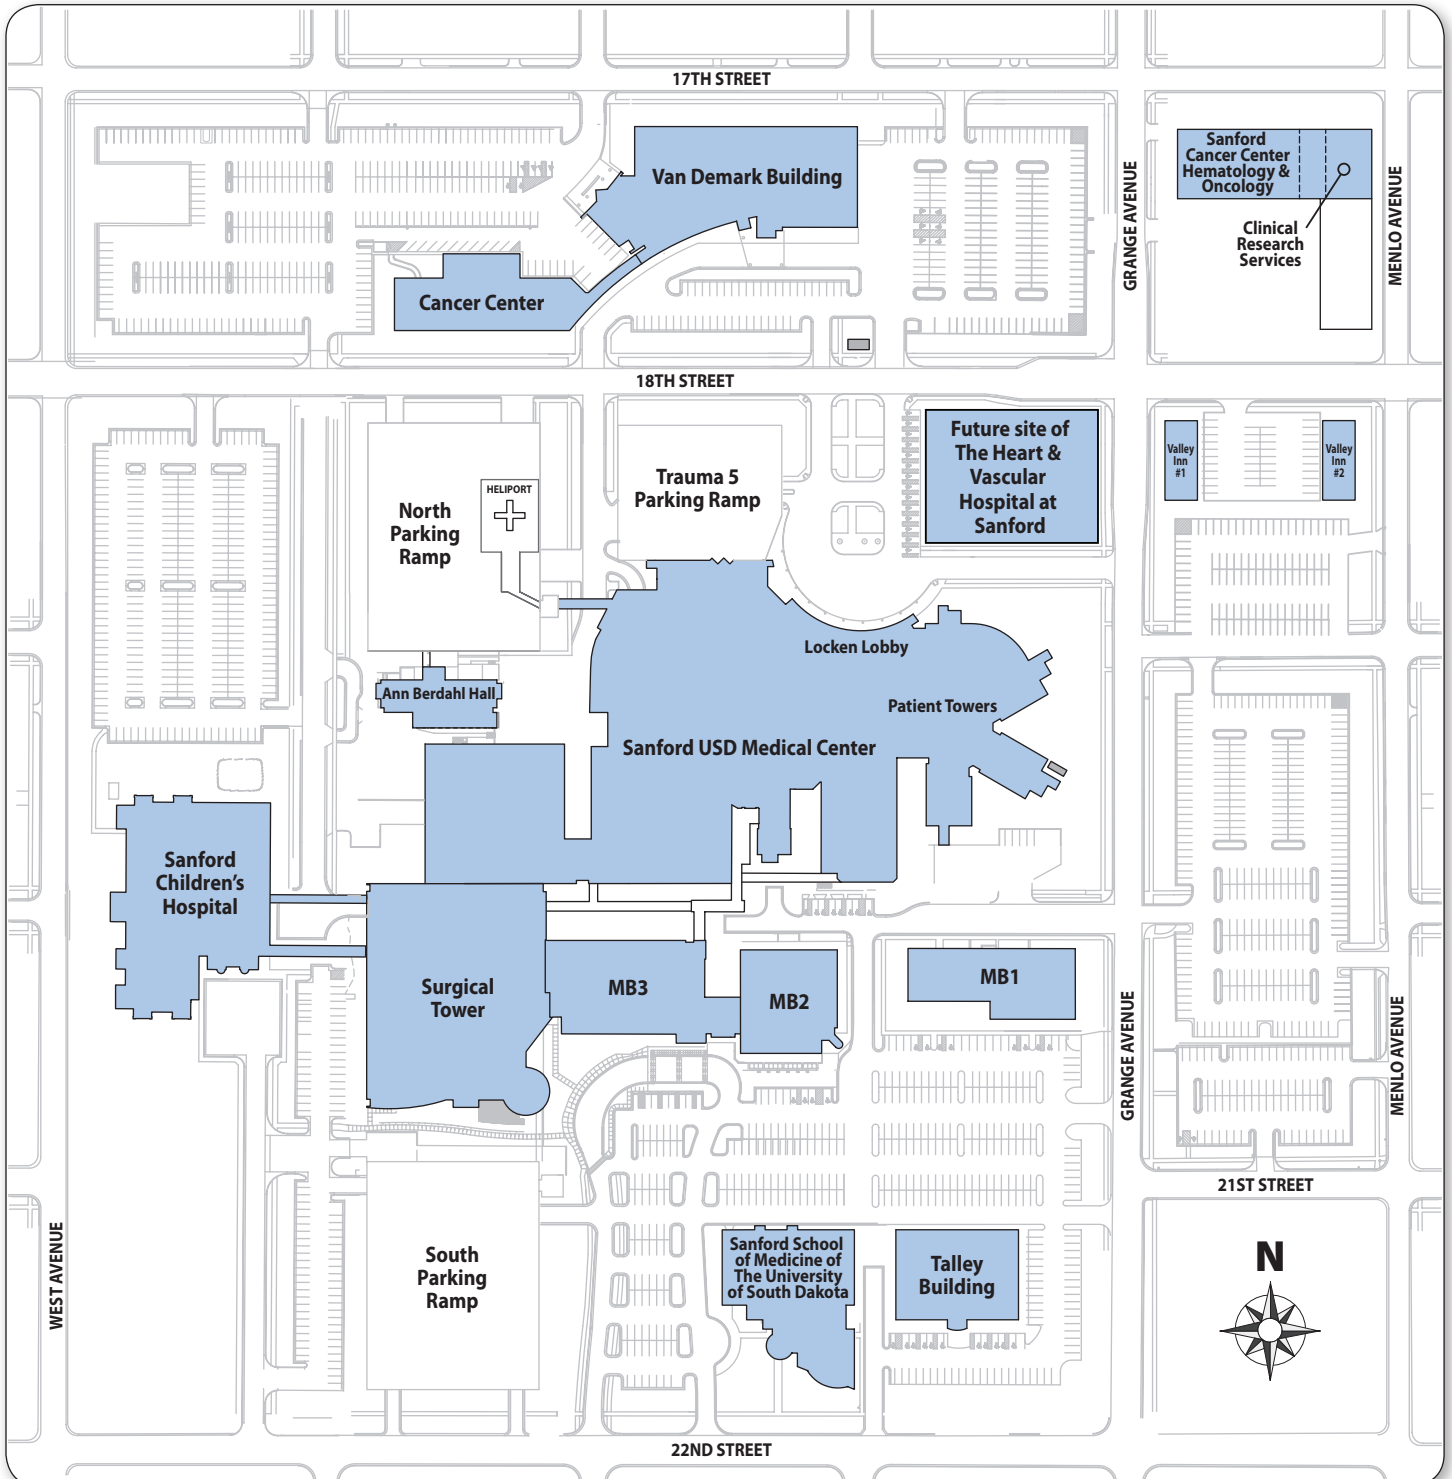 17TH STREET
Van Demark Building
Cancer Center
GRANGE AVENUE
Sanford
Cancer Center
Hematology &
Oncology
Clinical
Research
Services
MENLO AVENUE
18TH STREET
North
Parking
Ramp
HELIPORT
Trauma 5
Parking Ramp
Future site of
The Heart &
Vascular
Hospital at
Sanford
Valley
Inn
#1
Valley
Inn
#2
Locken Lobby
Ann Berdahl Hall
Patient Towers
Sanford USD Medical Center
Sanford
Children's
Hospital
Surgical
Tower
MB3
MB2
MB1
GRANGE AVENUE
MENLO AVENUE
21ST STREET
WEST AVENUE
South
Parking
Ramp
Sanford School
of Medicine of
The University
of South Dakota
Talley
Building
N
22ND STREET